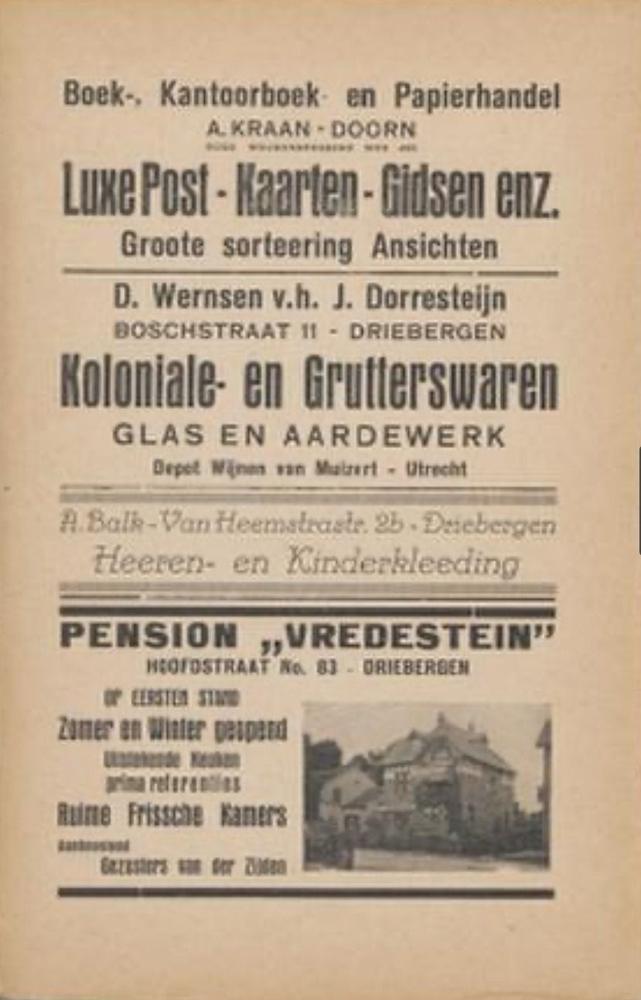 Boek-, Kantoorboek- en Papierhandel
A. KRAAN - DOORN
Luxe Post - Kaarten - Gidsen enz.
Groote sorteering Ansichten
D. Wernsen v.h. J. Dorresteijn
BOSCHSTRAAT 11 - DRIEBERGEN
Koloniale- en Grutterswaren
GLAS EN AARDEWERK
Depot Wijnen van Muizert - Utrecht
A. Balk - Van Heemstrastr. 2b - Driebergen
Heeren- en Kinderkleeding
PENSION „VREDESTEIN”
HOOFDSTRAAT No. 83 - DRIEBERGEN
OP EERSTEN STAND
Zomer en Winter geopend
Uitstekende Keuken
prima referenties
Ruime Frissche Kamers
Aanbevelend
Gezusters van der Zijden